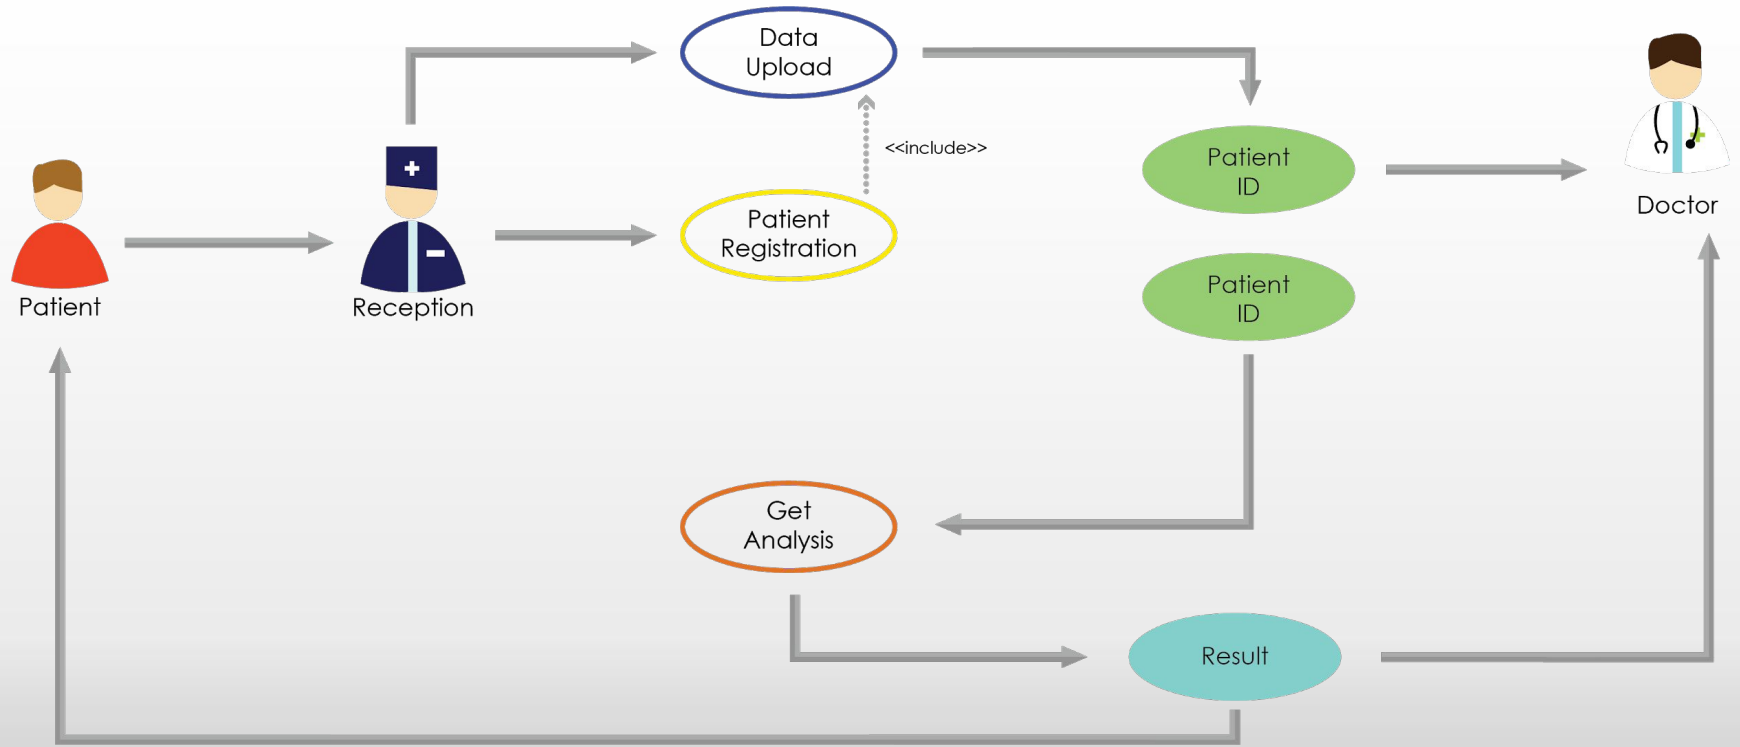 Data
Upload
<<include>>
Patient
ID
Doctor
Patient
Registration
Patient
Reception
Patient
ID
Get
Analysis
Result